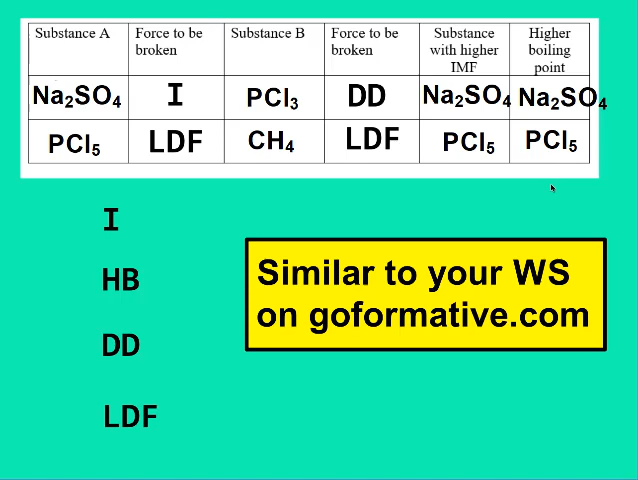 Substance A | Force to be broken | Substance B | Force to be broken | Substance with higher IMF | Higher boiling point
Na₂SO₄ | I | PCl₃ | DD | Na₂SO₄ | Na₂SO₄
PCl₅ | LDF | CH₄ | LDF | PCl₅ | PCl₅
I
HB
DD
LDF
Similar to your WS
on goformative.com